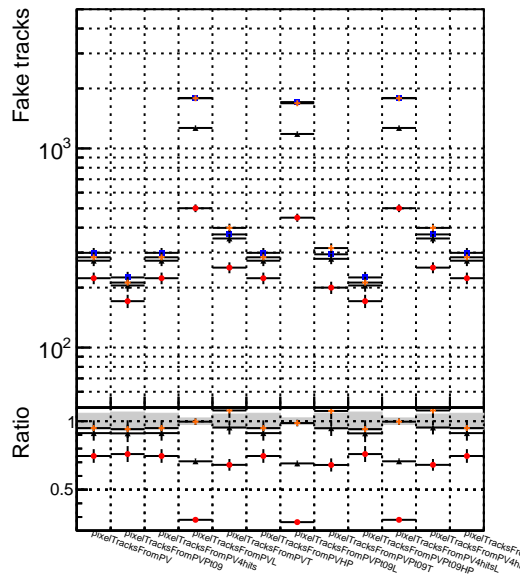 Fake tracks
10³
10²
Ratio
1
0.5
pixelTracksFromPV
pixelTracksFromPVPt09
pixelTracksFromPV4hits
pixelTracksFromPVL
pixelTracksFromPVT
pixelTracksFromPVHP
pixelTracksFromPVPt09L
pixelTracksFromPVPt09T
pixelTracksFromPVPt09HP
pixelTracksFromPV4hitsL